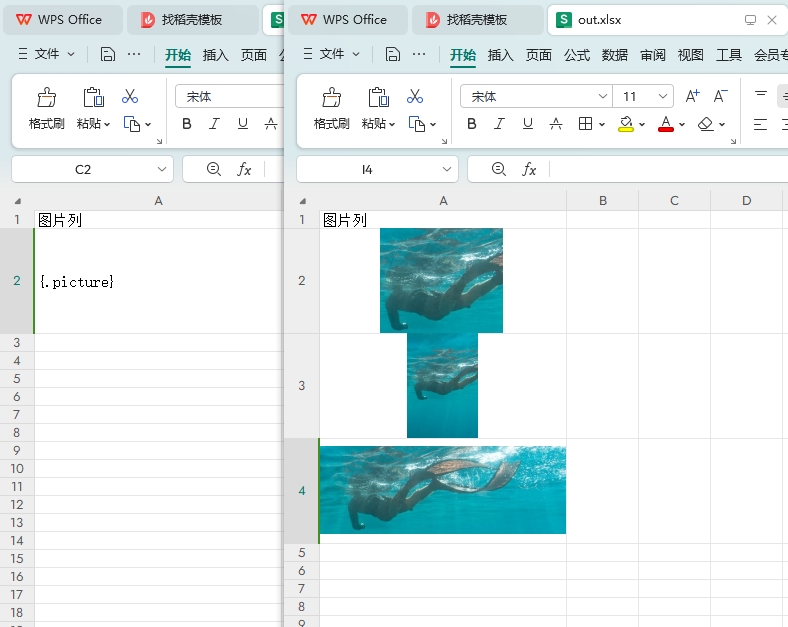 WPS Office
找稻壳模板
S
文件
开始
插入
页面
公
格式刷
粘贴
宋体
B I U A
C2
fx
A
1 图片列
2 {.picture}
3
4
5
6
7
8
9
10
11
12
13
14
15
16
17
18
WPS Office
找稻壳模板
S out.xlsx
文件
开始
插入
页面
公式
数据
审阅
视图
工具
会员专
格式刷
粘贴
宋体
11
A+ A-
B I U A
A
I4
fx
A B C D
1 图片列
2
3
4
5
6
7
8
9